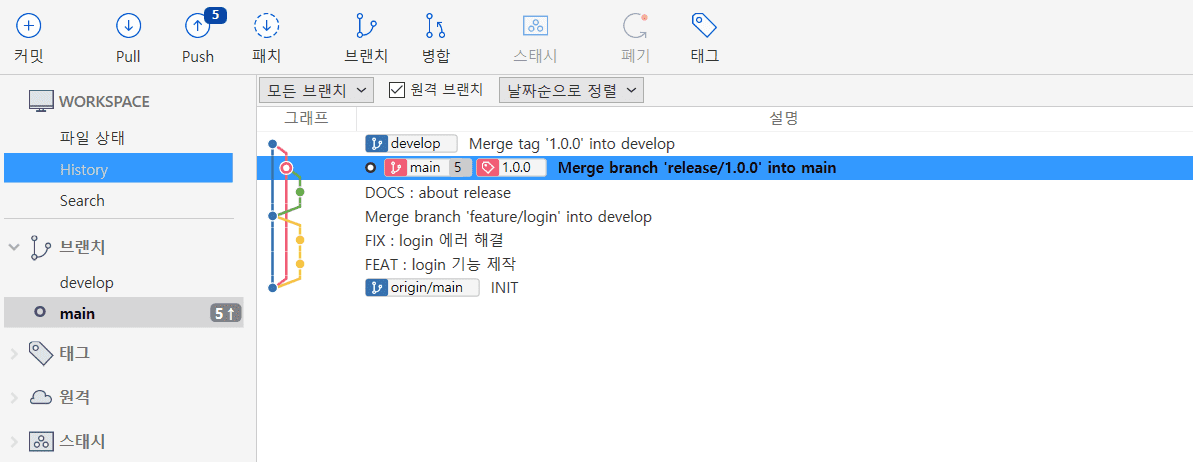 5
커밋 Pull Push 패치 브랜치 병합 스태시 폐기 태그
WORKSPACE
파일 상태
History
Search
브랜치
develop
main 5↑
태그
원격
스태시
모든 브랜치 원격 브랜치 날짜순으로 정렬
그래프 설명
develop Merge tag '1.0.0' into develop
main 5 1.0.0 Merge branch 'release/1.0.0' into main
DOCS : about release
Merge branch 'feature/login' into develop
FIX : login 에러 해결
FEAT : login 기능 제작
origin/main INIT